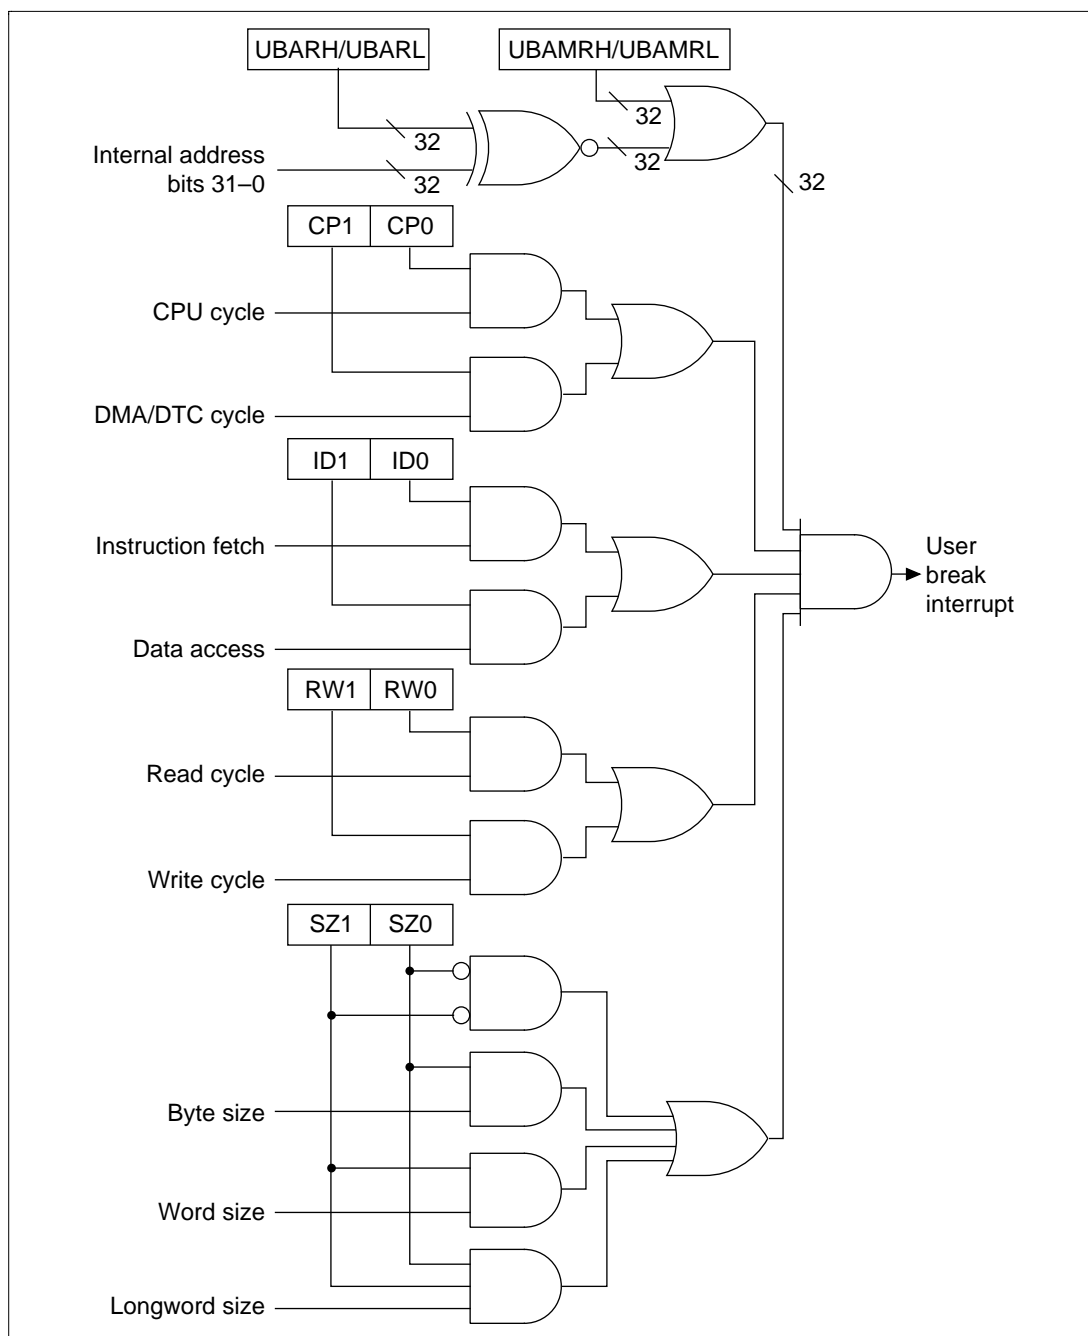 UBARH/UBARL
UBAMRH/UBAMRL
32
32
32
Internal address
bits 31–0
32
32
CP1 CP0
CPU cycle
DMA/DTC cycle
ID1 ID0
Instruction fetch
User
break
interrupt
Data access
RW1 RW0
Read cycle
Write cycle
SZ1 SZ0
Byte size
Word size
Longword size